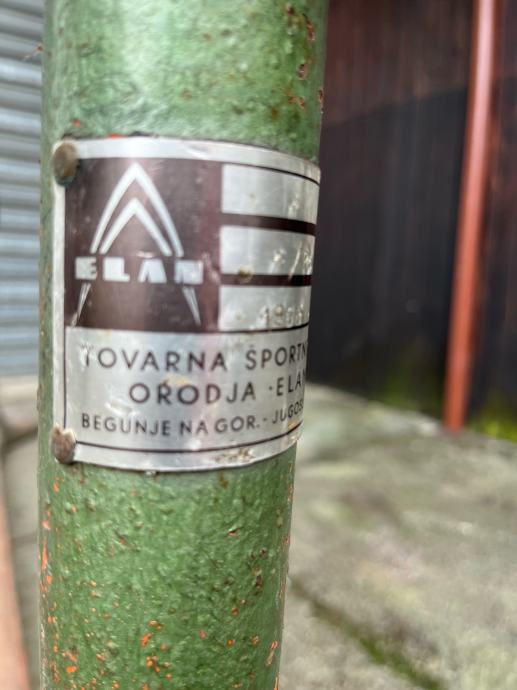 ELAN
TOVARNA ŠPORTN
ORODJA · ELAN
BEGUNJE NA GOR. - JUGOS